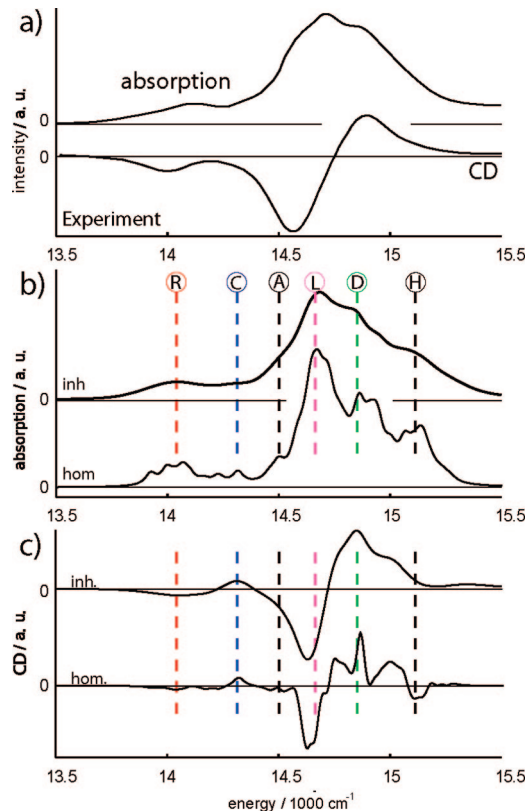 a)
absorption
0
0
intensity / a. u.
CD
Experiment
13.5 14 14.5 15 15.5
b)
R C A L D H
inh
0
hom
0
absorption / a. u.
13.5 14 14.5 15 15.5
c)
inh.
0
hom.
0
CD / a. u.
13.5 14 14.5 15 15.5
energy / 1000 cm⁻¹